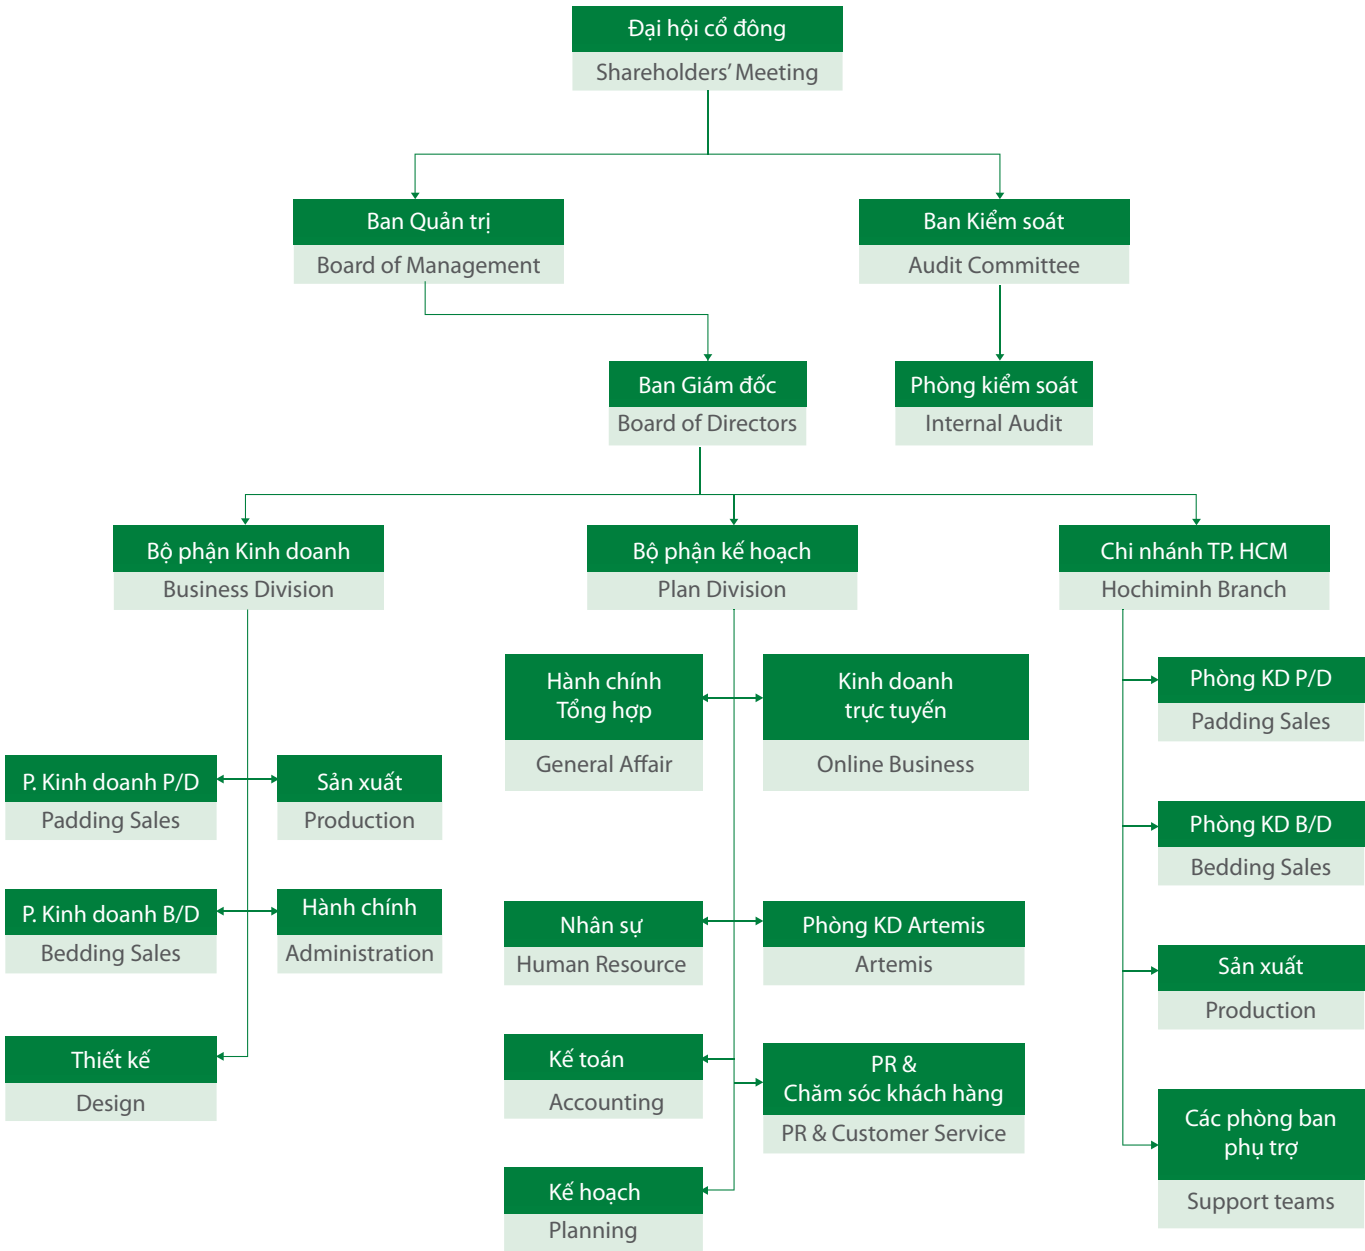 Đại hội cổ đông
Shareholders' Meeting
Ban Quản trị
Board of Management
Ban Kiểm soát
Audit Committee
Ban Giám đốc
Board of Directors
Phòng kiểm soát
Internal Audit
Bộ phận Kinh doanh
Business Division
Bộ phận kế hoạch
Plan Division
Chi nhánh TP. HCM
Hochiminh Branch
P. Kinh doanh P/D
Padding Sales
Sản xuất
Production
P. Kinh doanh B/D
Bedding Sales
Hành chính
Administration
Thiết kế
Design
Hành chính
Tổng hợp
General Affair
Kinh doanh
trực tuyến
Online Business
Nhân sự
Human Resource
Phòng KD Artemis
Artemis
Kế toán
Accounting
PR &
Chăm sóc khách hàng
PR & Customer Service
Kế hoạch
Planning
Phòng KD P/D
Padding Sales
Phòng KD B/D
Bedding Sales
Sản xuất
Production
Các phòng ban
phụ trợ
Support teams